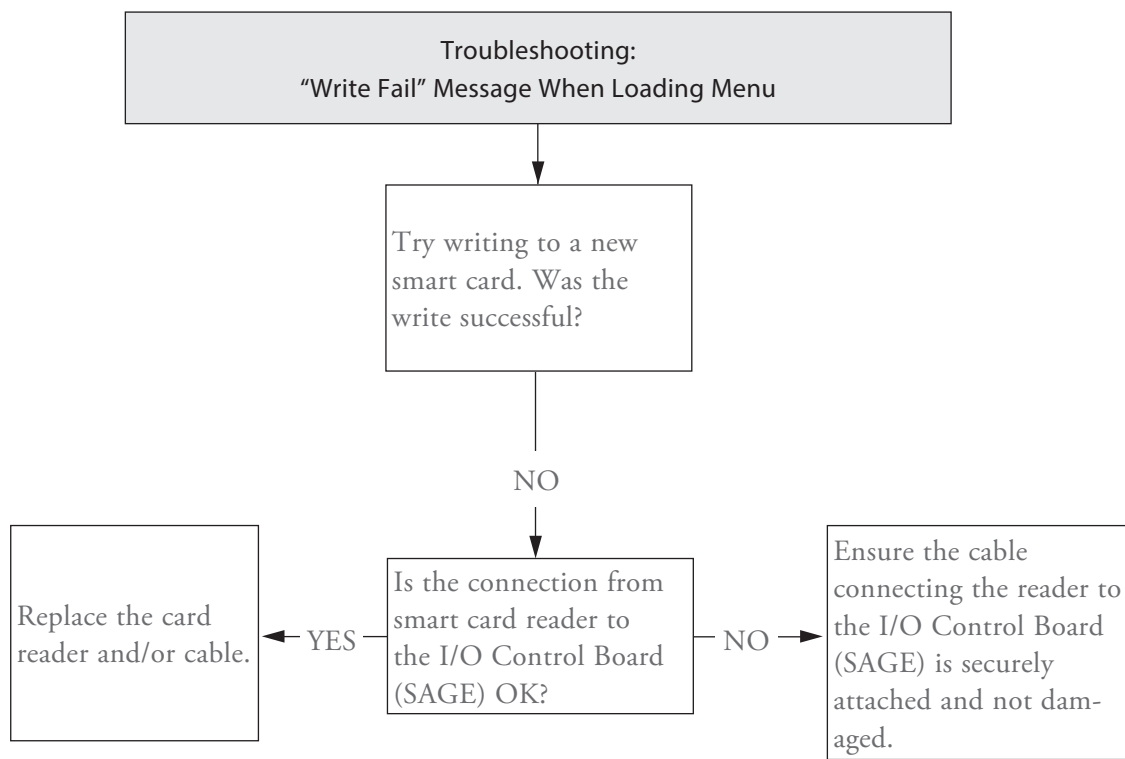 Troubleshooting:
“Write Fail” Message When Loading Menu
Try writing to a new
smart card. Was the
write successful?
NO
Replace the card
reader and/or cable.
YES
Is the connection from
smart card reader to
the I/O Control Board
(SAGE) OK?
NO
Ensure the cable
connecting the reader to
the I/O Control Board
(SAGE) is securely
attached and not dam-
aged.